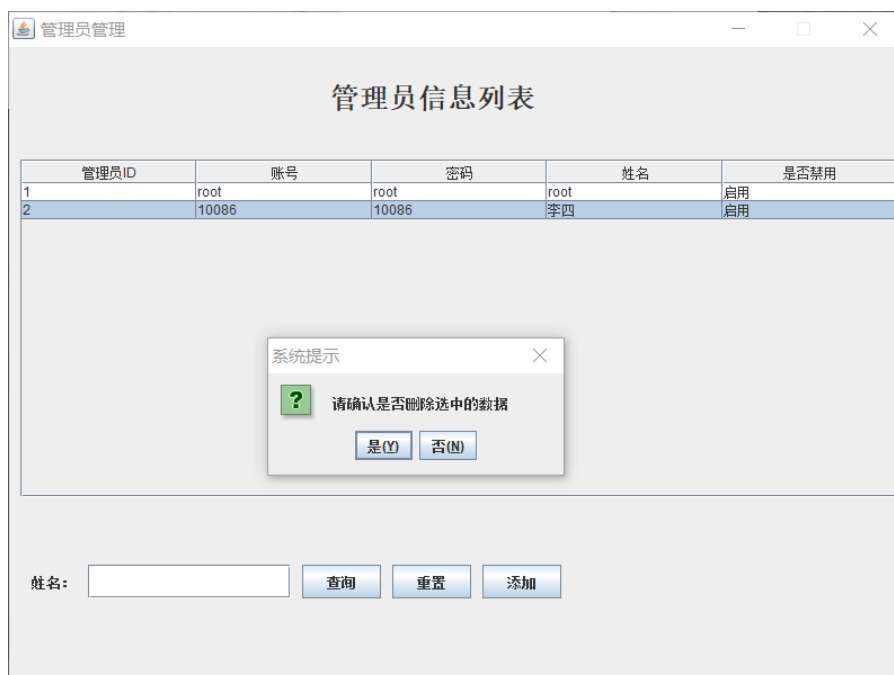 管理员管理
管理员信息列表
管理员ID 账号 密码 姓名 是否禁用
1 root root root 启用
2 10086 10086 李四 启用
系统提示
? 请确认是否删除选中的数据
是(Y) 否(N)
姓名: 查询 重置 添加